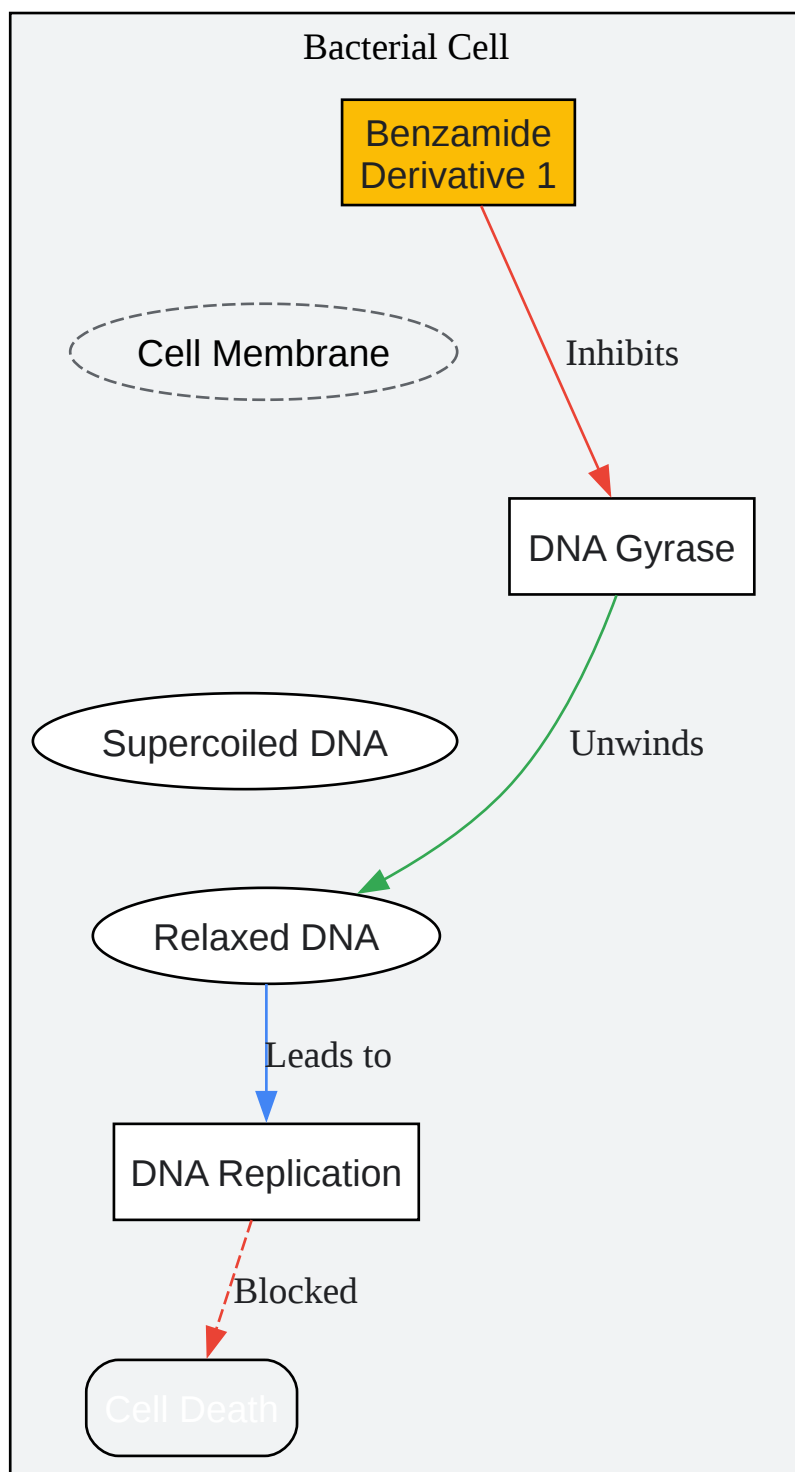 Bacterial Cell
Benzamide
Derivative 1
Cell Membrane
Inhibits
DNA Gyrase
Supercoiled DNA
Unwinds
Relaxed DNA
Leads to
DNA Replication
Blocked
Cell Death